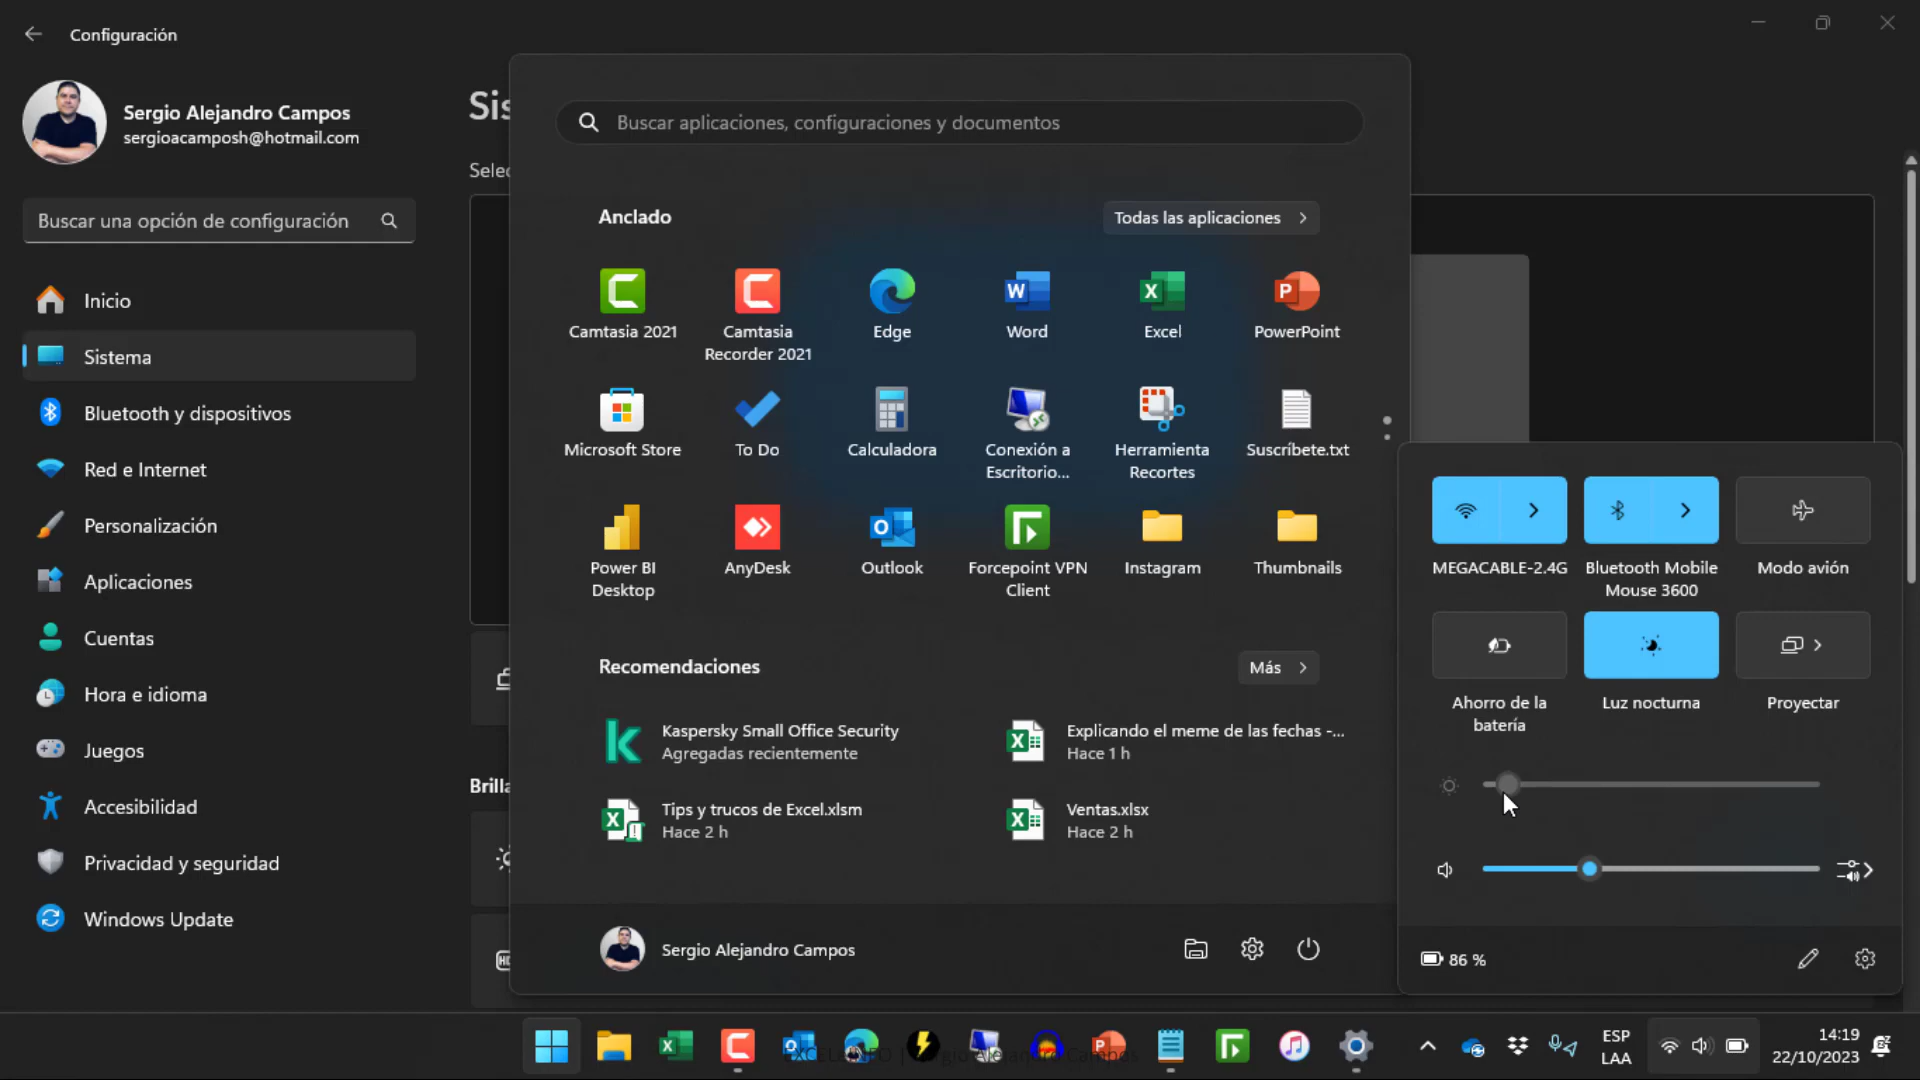 Configuración
Sergio Alejandro Campos
sergioacamposh@hotmail.com
Buscar una opción de configuración
Inicio
Sistema
Bluetooth y dispositivos
Red e Internet
Personalización
Aplicaciones
Cuentas
Hora e idioma
Juegos
Accesibilidad
Privacidad y seguridad
Windows Update
Sis
Selec
Brilla
Buscar aplicaciones, configuraciones y documentos
Anclado
Todas las aplicaciones
Camtasia 2021
Camtasia
Recorder 2021
Edge
Word
Excel
PowerPoint
Microsoft Store
To Do
Calculadora
Conexión a
Escritorio...
Herramienta
Recortes
Suscríbete.txt
Power BI
Desktop
AnyDesk
Outlook
Forcepoint VPN
Client
Instagram
Thumbnails
Recomendaciones
Más
Kaspersky Small Office Security
Agregadas recientemente
Explicando el meme de las fechas -...
Hace 1 h
Tips y trucos de Excel.xlsm
Hace 2 h
Ventas.xlsx
Hace 2 h
Sergio Alejandro Campos
MEGACABLE-2.4G
Bluetooth Mobile
Mouse 3600
Modo avión
Ahorro de la
batería
Luz nocturna
Proyectar
86 %
ESP
LAA
14:19
22/10/2023